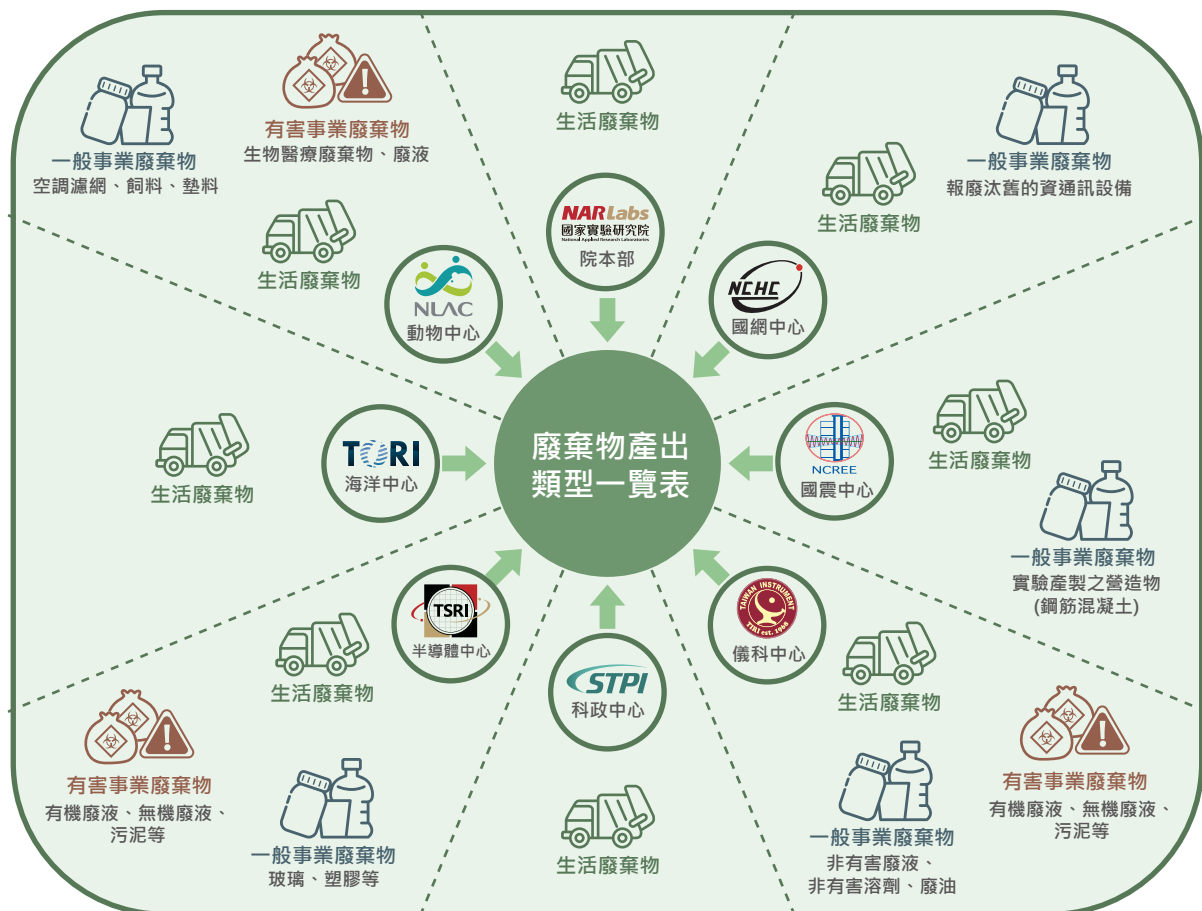 廢棄物產出
類型一覽表
NARLabs
國家實驗研究院
National Applied Research Laboratories
院本部
生活廢棄物
NCHC
國網中心
生活廢棄物
一般事業廢棄物
報廢汰舊的資通訊設備
NCREE
國震中心
生活廢棄物
一般事業廢棄物
實驗產製之營造物
(鋼筋混凝土)
TAIWAN INSTRUMENT
TIRI est. 1968
儀科中心
生活廢棄物
有害事業廢棄物
有機廢液、無機廢液、
污泥等
一般事業廢棄物
非有害廢液、
非有害溶劑、廢油
STPI
科政中心
生活廢棄物
TSRI
半導體中心
生活廢棄物
一般事業廢棄物
玻璃、塑膠等
有害事業廢棄物
有機廢液、無機廢液、
污泥等
TORI
海洋中心
生活廢棄物
NLAC
動物中心
生活廢棄物
一般事業廢棄物
空調濾網、飼料、墊料
有害事業廢棄物
生物醫療廢棄物、廢液